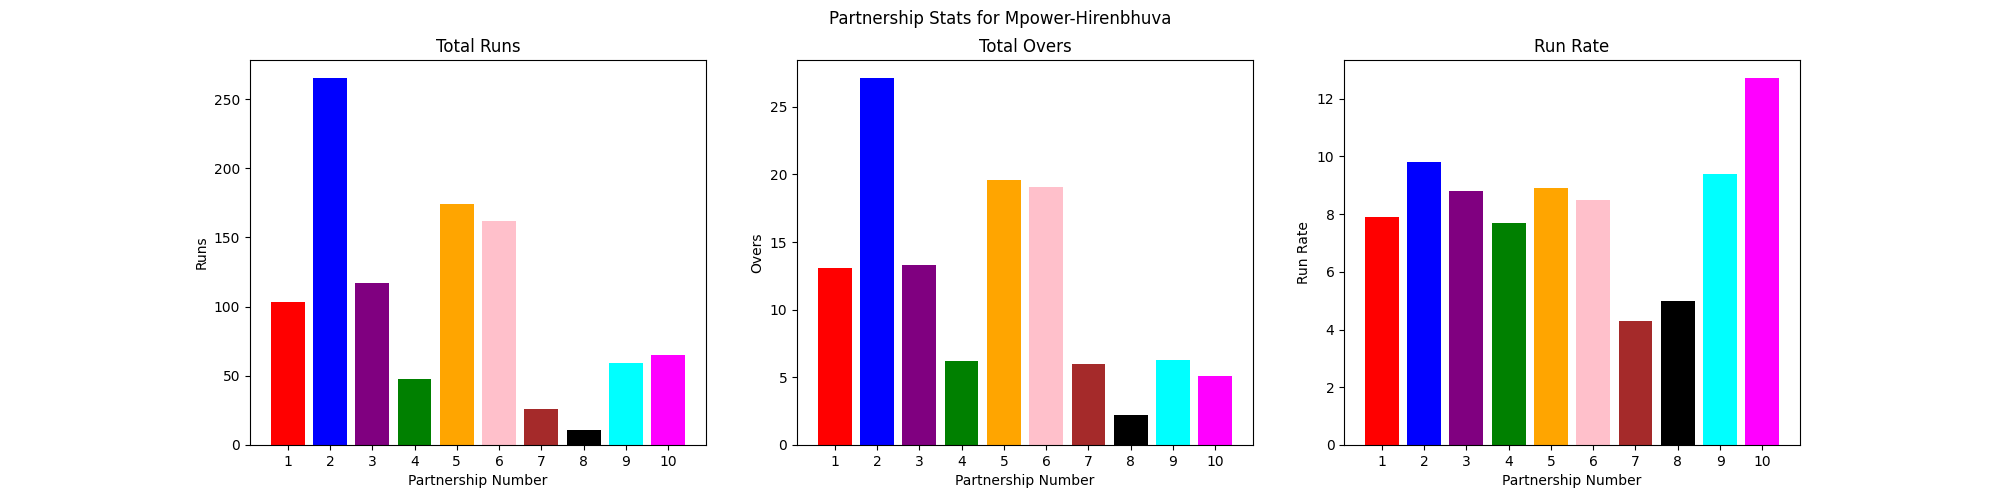 Partnership Stats for Mpower-Hirenbhuva
Total Runs
Runs
250
200
150
100
50
0
1 2 3 4 5 6 7 8 9 10
Partnership Number
Total Overs
Overs
25
20
15
10
5
0
1 2 3 4 5 6 7 8 9 10
Partnership Number
Run Rate
Run Rate
12
10
8
6
4
2
0
1 2 3 4 5 6 7 8 9 10
Partnership Number